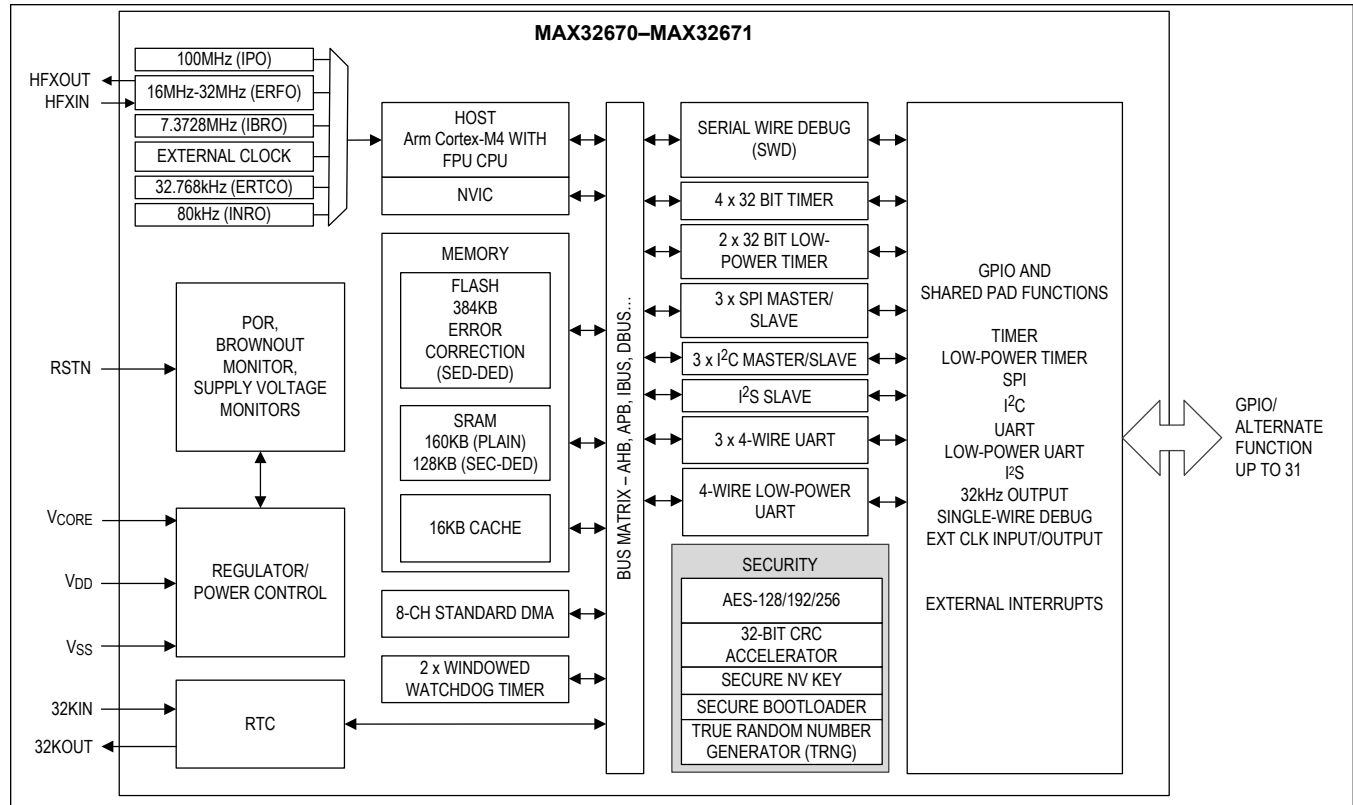 MAX32670–MAX32671
100MHz (IPO)
HFXOUT
16MHz-32MHz (ERFO)
HFXIN
7.3728MHz (IBRO)
EXTERNAL CLOCK
32.768kHz (ERTCO)
80kHz (INRO)
HOST
Arm Cortex-M4 WITH
FPU CPU
NVIC
MEMORY
FLASH
384KB
ERROR
CORRECTION
(SED-DED)
SRAM
160KB (PLAIN)
128KB (SEC-DED)
16KB CACHE
8-CH STANDARD DMA
2 x WINDOWED
WATCHDOG TIMER
RSTN
POR,
BROWNOUT
MONITOR,
SUPPLY VOLTAGE
MONITORS
VCORE
VDD
VSS
REGULATOR/
POWER CONTROL
32KIN
32KOUT
RTC
BUS MATRIX – AHB, APB, IBUS, DBUS...
SERIAL WIRE DEBUG
(SWD)
4 x 32 BIT TIMER
2 x 32 BIT LOW-
POWER TIMER
3 x SPI MASTER/
SLAVE
3 x I2C MASTER/SLAVE
I2S SLAVE
3 x 4-WIRE UART
4-WIRE LOW-POWER
UART
SECURITY
AES-128/192/256
32-BIT CRC
ACCELERATOR
SECURE NV KEY
SECURE BOOTLOADER
TRUE RANDOM NUMBER
GENERATOR (TRNG)
GPIO AND
SHARED PAD FUNCTIONS
TIMER
LOW-POWER TIMER
SPI
I2C
UART
LOW-POWER UART
I2S
32kHz OUTPUT
SINGLE-WIRE DEBUG
EXT CLK INPUT/OUTPUT
EXTERNAL INTERRUPTS
GPIO/
ALTERNATE
FUNCTION
UP TO 31